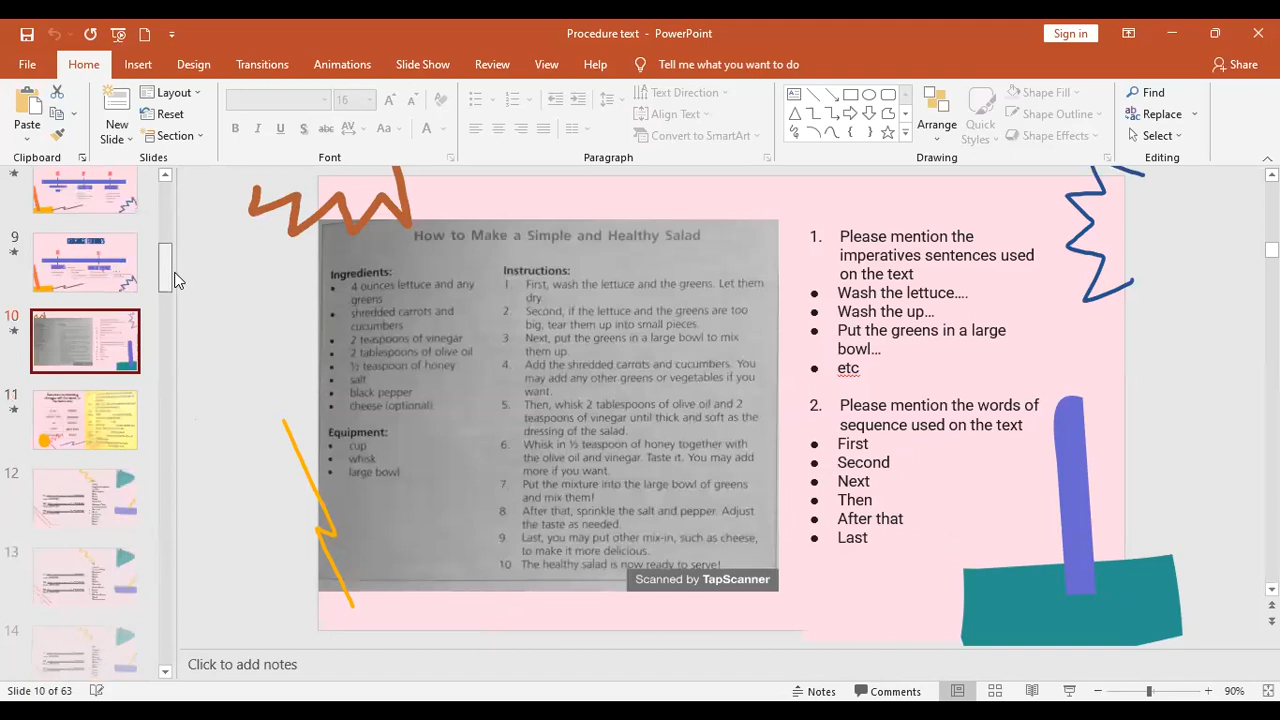 Procedure text - PowerPoint
Sign in
File Home Insert Design Transitions Animations Slide Show Review View Help Tell me what you want to do Share
Paste
New Slide
Layout
Reset
Section
16
B I U S abc AV Aa A
Text Direction
Align Text
Convert to SmartArt
Arrange
Quick Styles
Shape Fill
Shape Outline
Shape Effects
Find
Replace
Select
Clipboard Slides Font Paragraph Drawing Editing
9
10
11
12
13
14
How to Make a Simple and Healthy Salad
Ingredients:
4 ounces lettuce and any
greens
shredded carrots and
cucumbers
2 teaspoons of vinegar
2 tablespoons of olive oil
½ teaspoon of honey
salt
black pepper
cheese (optional)
Equipment:
cup
whisk
large bowl
Instructions:
1. First, wash the lettuce and the greens. Let them
dry.
2. Second, if the lettuce and the greens are too
big, tear them up into small pieces.
3 Next, put the greens in a large bowl to mix
them up.
4. Add the shredded carrots and cucumbers. You
may add any other greens or vegetables if you
want.
5. Then, whisk 2 tablespoons of olive oil and 2
teaspoons of vinegar until thick and soft as the
dressing of the salad.
6. Whisk in ½ teaspoon of honey together with
the olive oil and vinegar. Taste it. You may add
more if you want.
7. Put the mixture into the large bowl of greens
and mix them!
8. After that, sprinkle the salt and pepper. Adjust
the taste as needed.
9. Last, you may put other mix-in, such as cheese,
to make it more delicious.
10 The healthy salad is now ready to serve!
Scanned by TapScanner
1. Please mention the
imperatives sentences used
on the text
● Wash the lettuce….
● Wash the up…
● Put the greens in a large
bowl…
● etc
2. Please mention the words of
sequence used on the text
● First
● Second
● Next
● Then
● After that
● Last
Click to add notes
Slide 10 of 63
Notes
Comments
90%